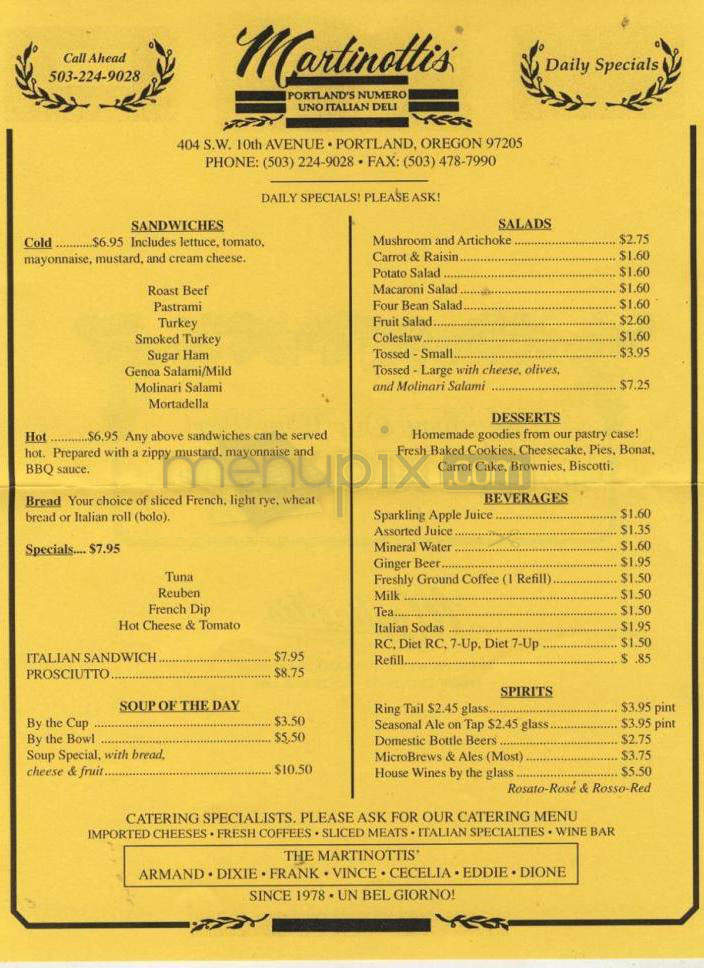 Call Ahead
503-224-9028
Martinottis'
PORTLAND'S NUMERO
UNO ITALIAN DELI
Daily Specials
404 S.W. 10th AVENUE • PORTLAND, OREGON 97205
PHONE: (503) 224-9028 • FAX: (503) 478-7990
DAILY SPECIALS! PLEASE ASK!
SANDWICHES
Cold ...........$6.95 Includes lettuce, tomato,
mayonnaise, mustard, and cream cheese.
Roast Beef
Pastrami
Turkey
Smoked Turkey
Sugar Ham
Genoa Salami/Mild
Molinari Salami
Mortadella
Hot ...........$6.95 Any above sandwiches can be served
hot. Prepared with a zippy mustard, mayonnaise and
BBQ sauce.
Bread Your choice of sliced French, light rye, wheat
bread or Italian roll (bolo).
Specials.... $7.95
Tuna
Reuben
French Dip
Hot Cheese & Tomato
ITALIAN SANDWICH ................................ $7.95
PROSCIUTTO ............................................. $8.75
SOUP OF THE DAY
By the Cup .................................................. $3.50
By the Bowl ................................................. $5.50
Soup Special, with bread,
cheese & fruit ............................................... $10.50
SALADS
Mushroom and Artichoke ............................. $2.75
Carrot & Raisin ............................................. $1.60
Potato Salad ................................................. $1.60
Macaroni Salad ............................................. $1.60
Four Bean Salad ............................................ $1.60
Fruit Salad .................................................... $2.60
Coleslaw ....................................................... $1.60
Tossed - Small .............................................. $3.95
Tossed - Large with cheese, olives,
and Molinari Salami ................................... $7.25
DESSERTS
Homemade goodies from our pastry case!
Fresh Baked Cookies, Cheesecake, Pies, Bonat,
Carrot Cake, Brownies, Biscotti.
BEVERAGES
Sparkling Apple Juice ................................... $1.60
Assorted Juice ............................................... $1.35
Mineral Water ............................................... $1.60
Ginger Beer ................................................... $1.95
Freshly Ground Coffee (1 Refill) .................. $1.50
Milk .............................................................. $1.50
Tea ................................................................ $1.50
Italian Sodas ................................................. $1.95
RC, Diet RC, 7-Up, Diet 7-Up ..................... $1.50
Refill ............................................................. $ .85
SPIRITS
Ring Tail $2.45 glass ..................................... $3.95 pint
Seasonal Ale on Tap $2.45 glass ................... $3.95 pint
Domestic Bottle Beers .................................. $2.75
MicroBrews & Ales (Most) .......................... $3.75
House Wines by the glass ............................. $5.50
Rosato-Rosé & Rosso-Red
menupix.com
CATERING SPECIALISTS. PLEASE ASK FOR OUR CATERING MENU
IMPORTED CHEESES • FRESH COFFEES • SLICED MEATS • ITALIAN SPECIALTIES • WINE BAR
THE MARTINOTTIS'
ARMAND • DIXIE • FRANK • VINCE • CECELIA • EDDIE • DIONE
SINCE 1978 • UN BEL GIORNO!